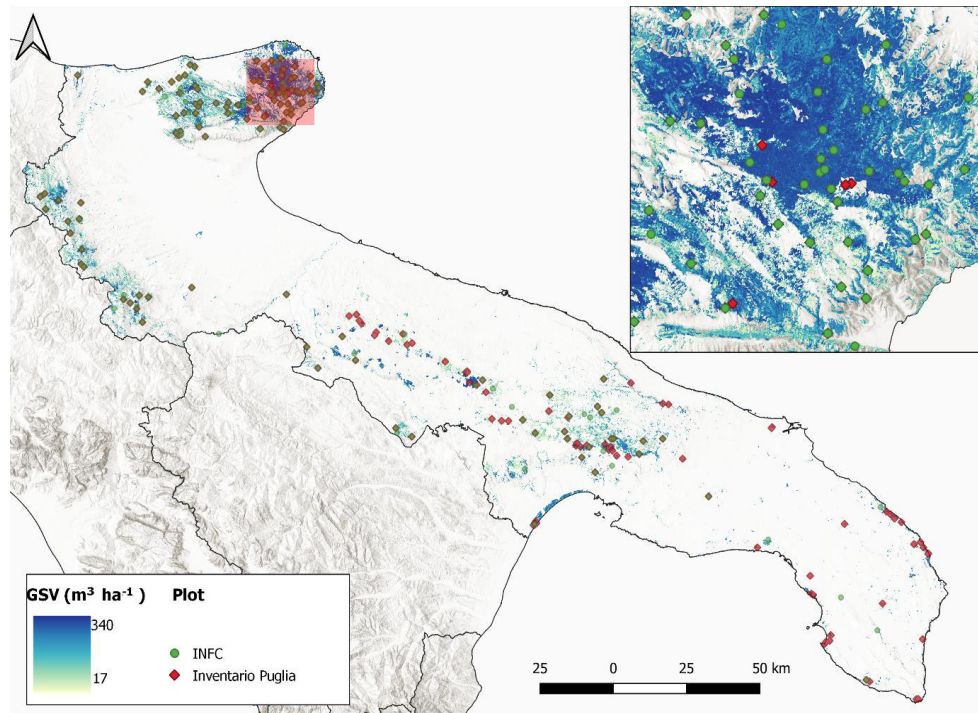 GSV (m³ ha⁻¹ ) Plot
340
17
INFC
Inventario Puglia
25 0 25 50 km